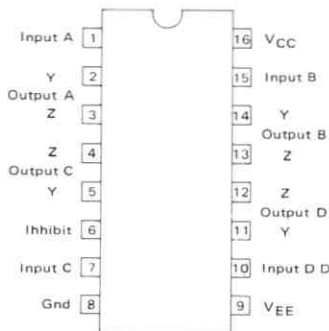 Input A 1
16 VCC
Y 2
15 Input B
Output A
Z 3
14 Y
Output B
Z 4
13 Z
Output C
Y 5
12 Z
Output D
Ihhibit 6
11 Y
Input C 7
10 Input D D
Gnd 8
9 VEE